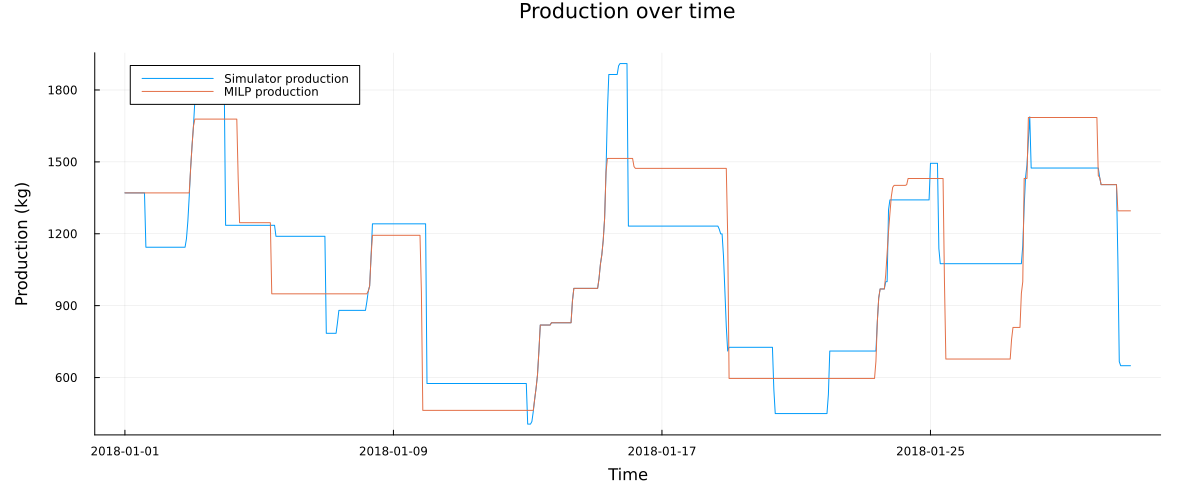 Production over time
Simulator production
MILP production
1800
1500
1200
900
600
Production (kg)
2018-01-01
2018-01-09
2018-01-17
2018-01-25
Time